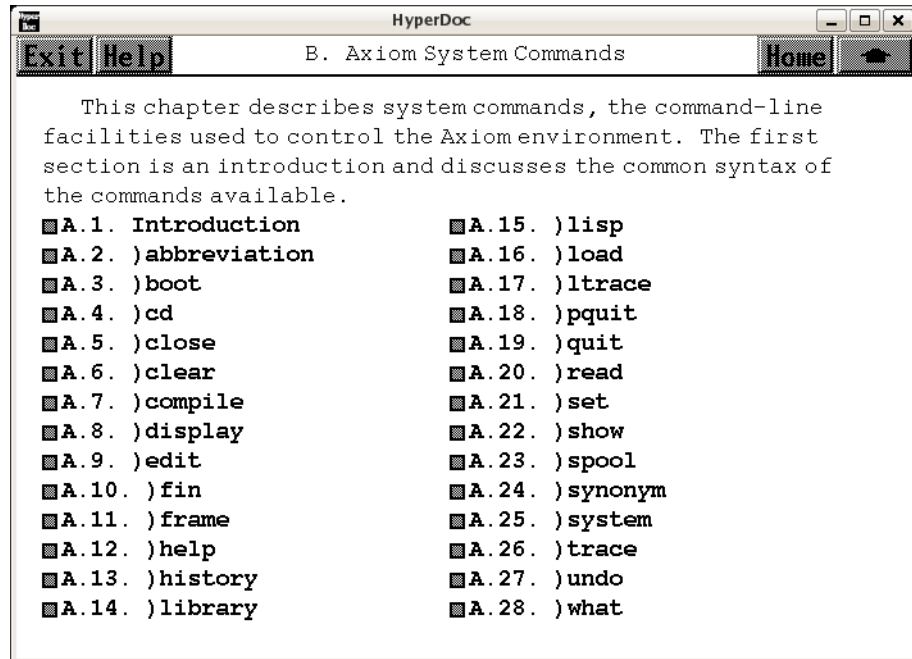 Hyper Doc
HyperDoc
Exit Help
B. Axiom System Commands
Home
This chapter describes system commands, the command-line
facilities used to control the Axiom environment. The first
section is an introduction and discusses the common syntax of
the commands available.
A.1. Introduction
A.2. )abbreviation
A.3. )boot
A.4. )cd
A.5. )close
A.6. )clear
A.7. )compile
A.8. )display
A.9. )edit
A.10. )fin
A.11. )frame
A.12. )help
A.13. )history
A.14. )library
A.15. )lisp
A.16. )load
A.17. )ltrace
A.18. )pquit
A.19. )quit
A.20. )read
A.21. )set
A.22. )show
A.23. )spool
A.24. )synonym
A.25. )system
A.26. )trace
A.27. )undo
A.28. )what